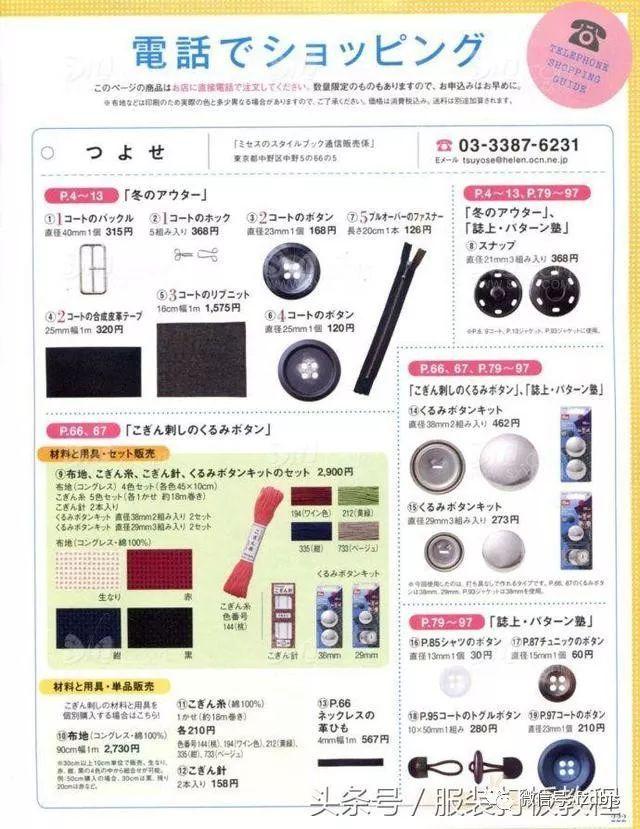 電話でショッピング
TELEPHONE
SHOPPING
GUIDE
このページの商品はお店に直接電話で注文してください。数量限定のものもありますので、お申込みはお早めに。
※布地などは印刷のため実際の色と多少異なる場合がありますので、ご了承ください。価格は消費税込み。送料は別途加算されます。
つよせ
「ミセスのスタイルブック通信販売係」
東京都中野区中野5の66の5
☎ 03-3387-6231
Eメール tsuyose@helen.ocn.ne.jp
P.4〜13 「冬のアウター」
①1コートのバックル
直径40mm1個 315円
②1コートのホック
5組み入り 368円
③2コートのボタン
直径23mm1個 168円
⑦5プルオーバーのファスナー
長さ20cm1本 126円
④2コートの合成皮革テープ
25mm幅1m 320円
⑤3コートのリブニット
16cm幅1m 1,575円
⑥4コートのボタン
直径25mm1個 120円
P.4〜13、P.79〜97
「冬のアウター」、
「誌上・パターン塾」
⑧スナップ
直径21mm3組み入り 368円
※P.6、9コート、P.13ジャケット、P.93ジャケットに使用。
P.66、67 「こぎん刺しのくるみボタン」
材料と用具・セット販売
⑨布地、こぎん糸、こぎん針、くるみボタンキットのセット 2,900円
布地(コングレス) 4色セット(各色45×10cm)
こぎん糸 5色セット(各1かせ 約18m巻き)
こぎん針 2本入り
くるみボタンキット 直径38mm2組み入り 2セット
くるみボタンキット 直径29mm3組み入り 2セット
布地(コングレス・綿100%)
生なり
赤
紺
黒
こぎん糸
色番号
144(桃)
194(ワイン色)
212(黄緑)
335(紺)
733(ベージュ)
こぎん針
くるみボタンキット
38mm
29mm
材料と用具・単品販売
こぎん刺しの材料と用具を
個別購入する場合はこちら!
⑩布地(コングレス・綿100%)
90cm幅1m 2,730円
※30cm以上10cm単位で販売。生なり、
赤、紺、黒の4色の中から組合せが可能。
例:50cm購入の場合、30cmは黒、残り
20cmは赤など。
⑪こぎん糸(綿100%)
1かせ(約18m巻き)
各210円
色番号144(桃)、194(ワイン色)、212(黄緑)、
335(紺)、733(ベージュ)
⑫こぎん針
2本入り 158円
⑬P.66
ネックレスの
革ひも
4mm幅1m 567円
P.66、67、P.79〜97
「こぎん刺しのくるみボタン」、「誌上・パターン塾」
⑭くるみボタンキット
直径38mm2組み入り 462円
⑮くるみボタンキット
直径29mm3組み入り 273円
※今回使用したのは、打ち具なしで作れるタイプです。P.66、67のくるみボタン
は38mm、29mm、P.93ジャケットは38mmを使用。
P.79〜97 「誌上・パターン塾」
⑯P.85シャツのボタン
直径13mm1個 30円
⑰P.87チュニックのボタン
直径15mm1個 60円
⑱P.95コートのトグルボタン
10×50mm1組み 280円
⑲P.97コートのボタン
直径23mm1個 210円
头条号/服装打板教程
222